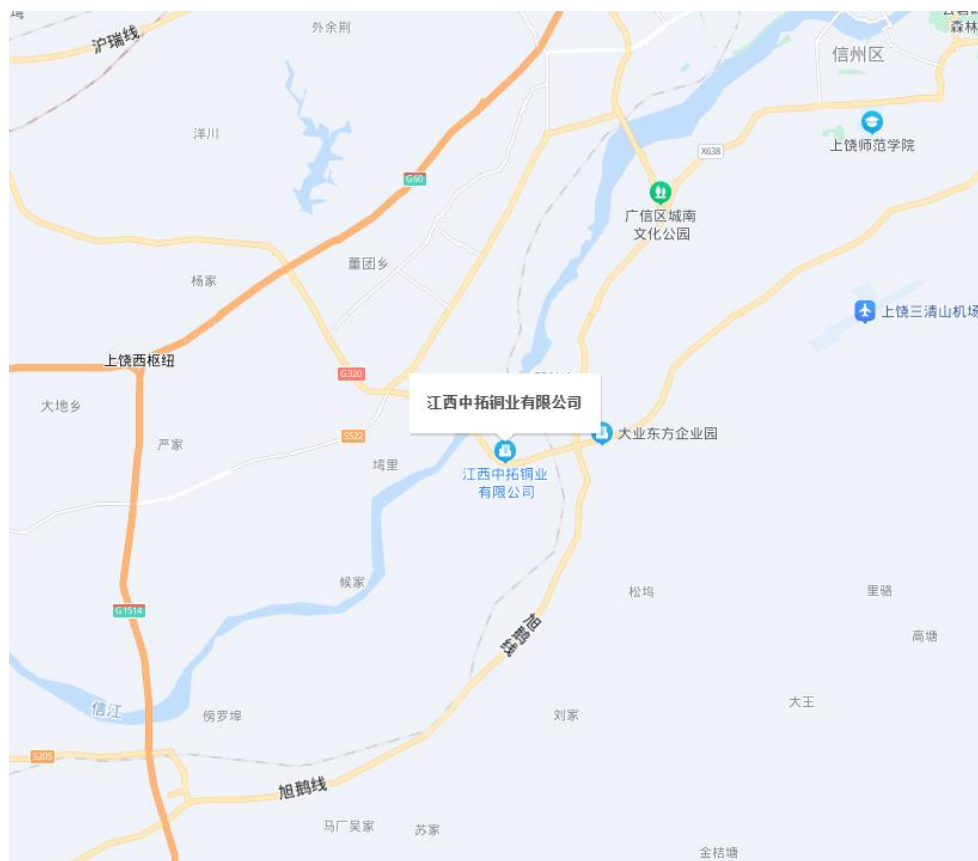 沪瑞线
外余荆
信州区
森林
上饶师范学院
洋川
X638
G60
广信区城南
文化公园
董团乡
杨家
上饶三清山机场
上饶西枢纽
G320
大地乡
江西中拓铜业有限公司
S522
大业东方企业园
严家
塆里
江西中拓铜业
有限公司
候家
松坞
里骆
G1514
旭鹅线
高塘
大王
信江
傍罗埠
刘家
S205
旭鹅线
马厂吴家
苏家
金桔塘